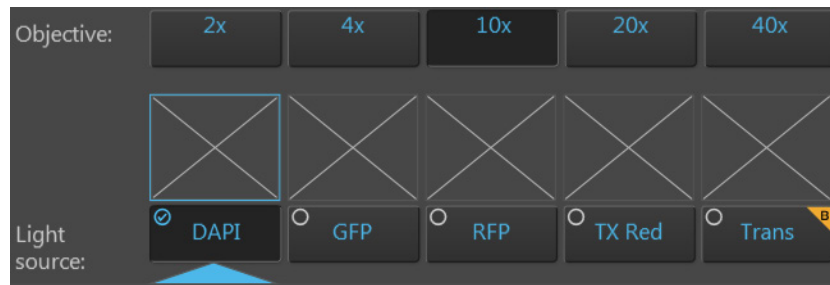 Objective: 2x 4x 10x 20x 40x
DAPI GFP RFP TX Red Trans B
Light
source: